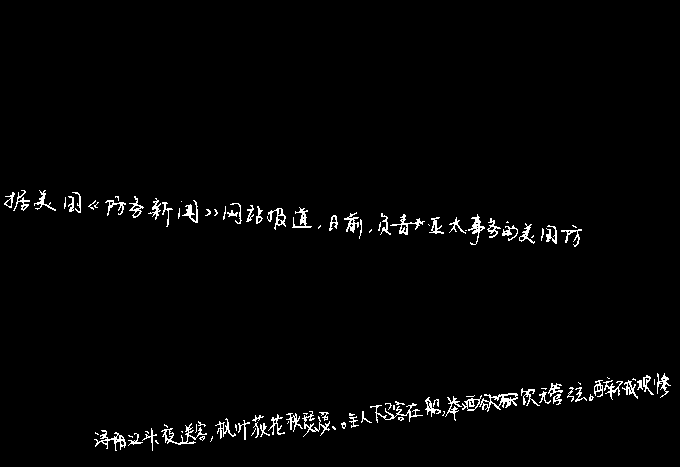 据美国《防务新闻》网站报道,日前,负责亚太事务的美国防
浔阳江头夜送客,枫叶荻花秋瑟瑟。主人下马客在船,举酒欲饮无管弦。醉不成欢惨